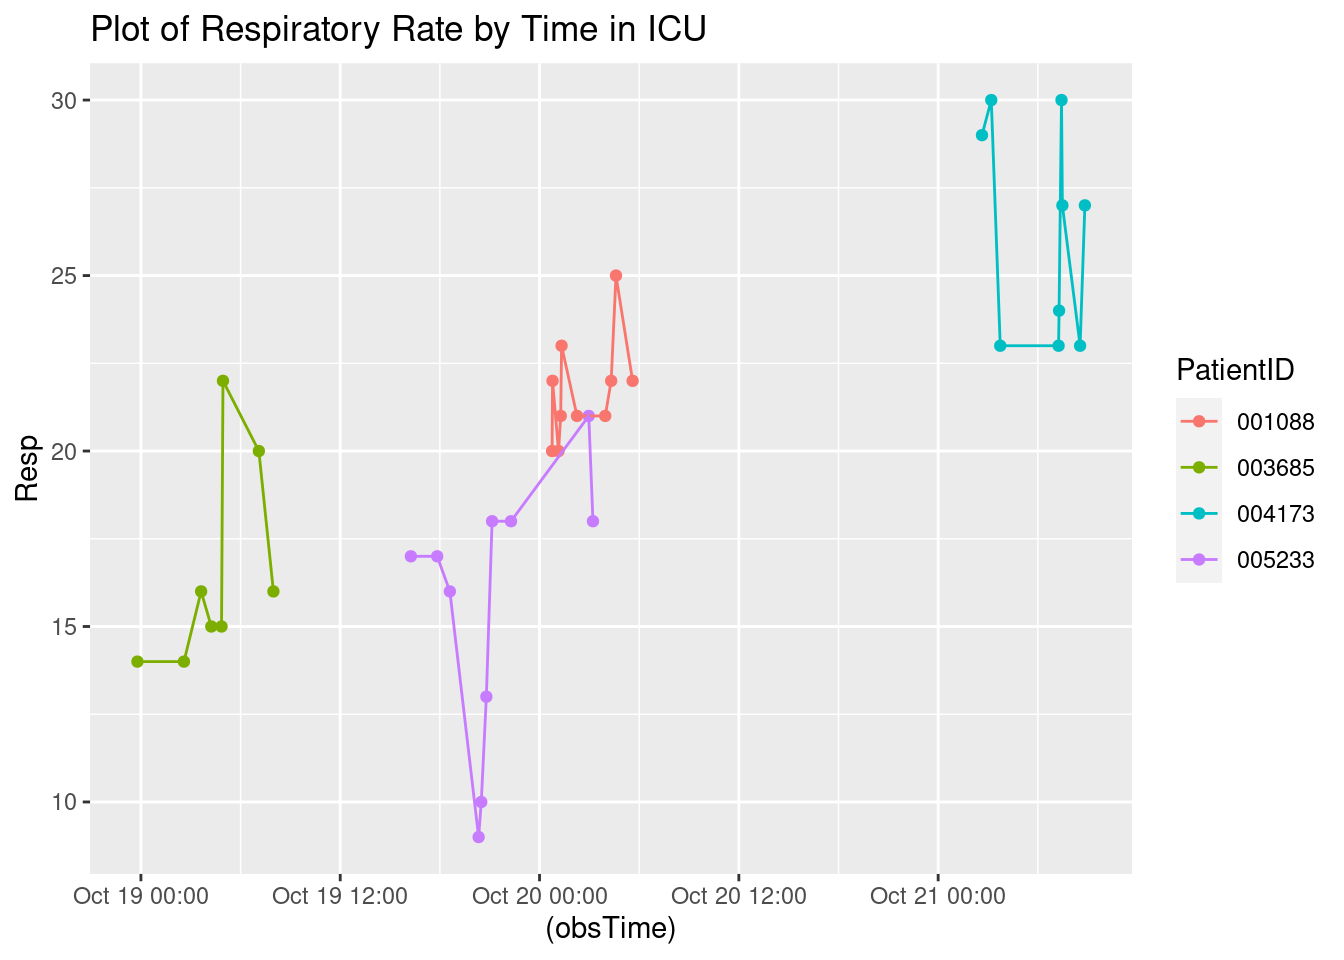 Plot of Respiratory Rate by Time in ICU
30
25
20
15
10
Resp
Oct 19 00:00
Oct 19 12:00
Oct 20 00:00
Oct 20 12:00
Oct 21 00:00
(obsTime)
PatientID
001088
003685
004173
005233